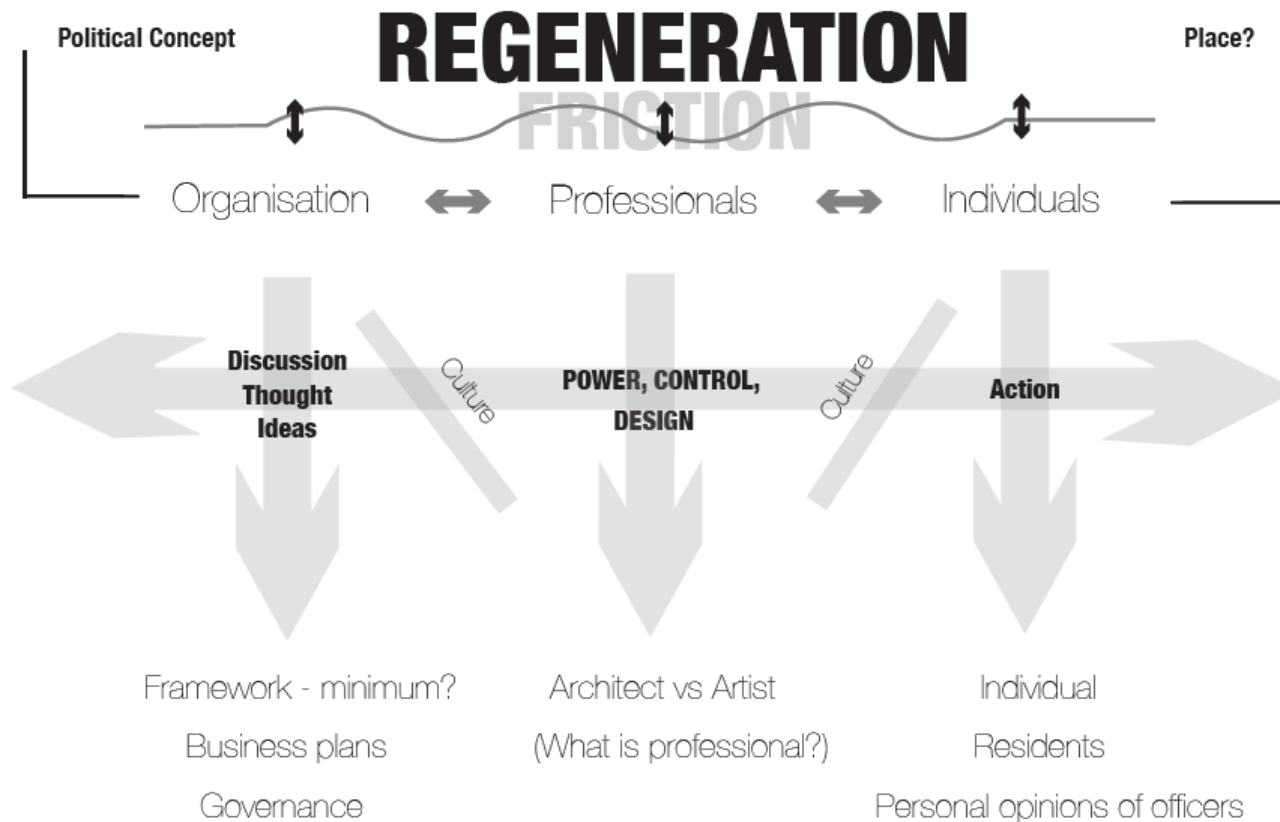 Political Concept
REGENERATION
Place?
FRICTION
Organisation
Professionals
Individuals
Discussion
Thought
Ideas
Culture
POWER, CONTROL,
DESIGN
Culture
Action
Framework - minimum?
Architect vs Artist
Individual
Business plans
(What is professional?)
Residents
Governance
Personal opinions of officers